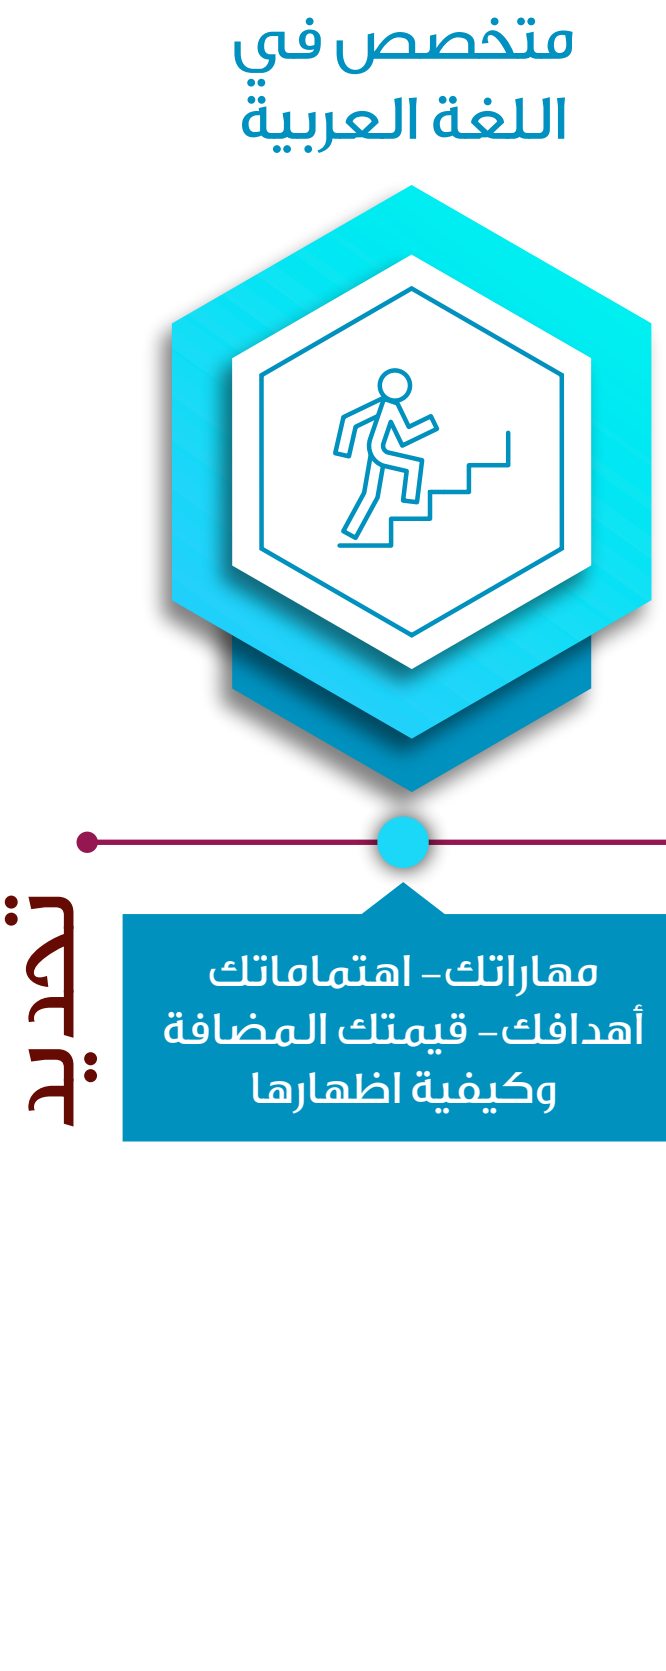 متخصص في
اللغة العربية
تحديد
مهاراتك– اهتماماتك
أهدافك– قيمتك المضافة
وكيفية اظهارها